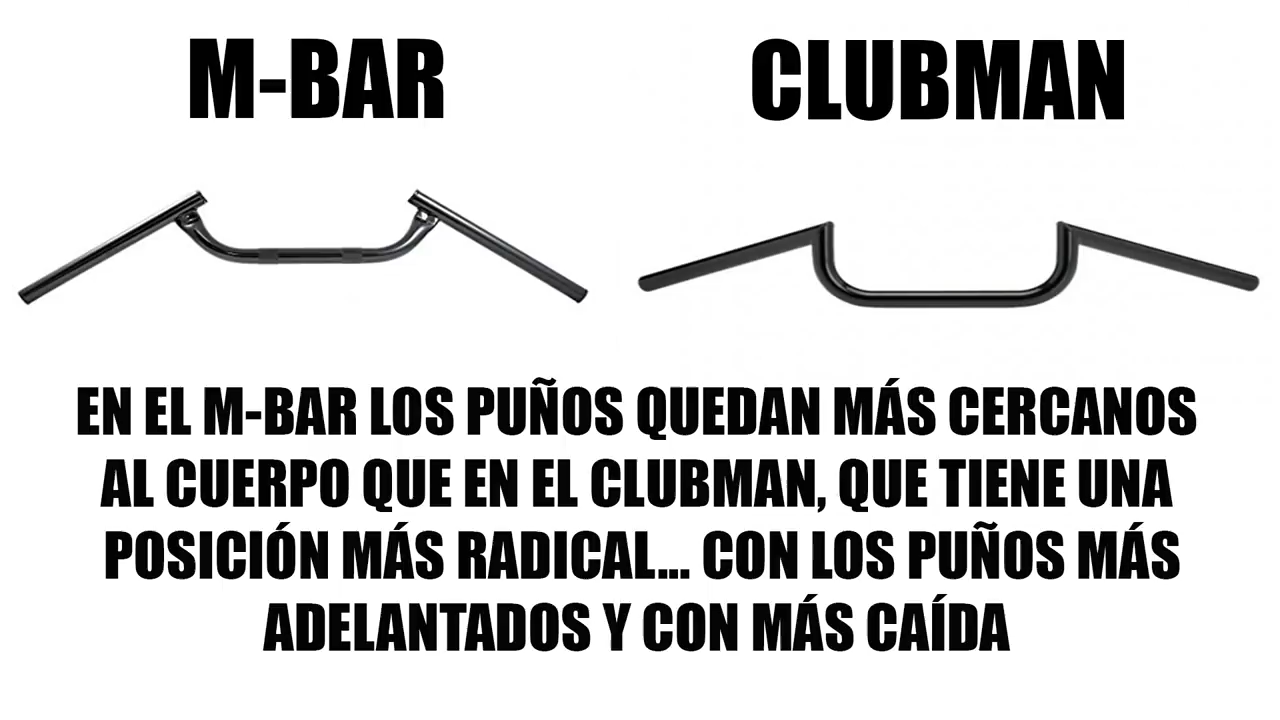 M-BAR
CLUBMAN
EN EL M-BAR LOS PUÑOS QUEDAN MÁS CERCANOS
AL CUERPO QUE EN EL CLUBMAN, QUE TIENE UNA
POSICIÓN MÁS RADICAL... CON LOS PUÑOS MÁS
ADELANTADOS Y CON MÁS CAÍDA